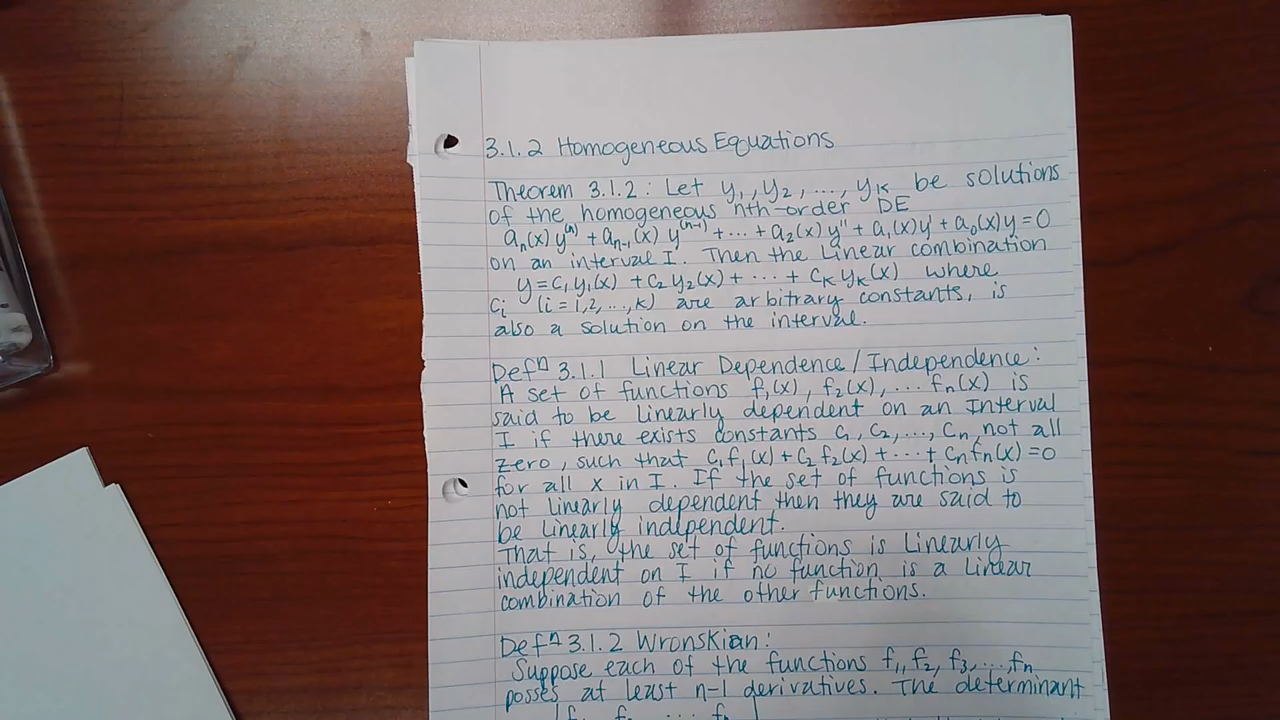 3.1.2 Homogeneous Equations
Theorem 3.1.2: Let y₁, y₂, ..., yₖ be solutions
of the homogeneous nth-order DE
aₙ(x)y⁽ⁿ⁾ + aₙ₋₁(x)y⁽ⁿ⁻¹⁾ + ... + a₂(x)y'' + a₁(x)y' + a₀(x)y = 0
on an interval I. Then the Linear combination
y = c₁y₁(x) + c₂y₂(x) + ... + cₖyₖ(x) where
cᵢ (i = 1,2,...,k) are arbitrary constants, is
also a solution on the interval.
Defⁿ 3.1.1 Linear Dependence/Independence:
A set of functions f₁(x), f₂(x), ... fₙ(x) is
said to be Linearly dependent on an Interval
I if there exists constants c₁, c₂, ..., cₙ, not all
zero, such that c₁f₁(x) + c₂f₂(x) + ... + cₙfₙ(x) = 0
for all x in I. If the set of functions is
not Linearly dependent then they are said to
be Linearly independent.
That is, the set of functions is Linearly
independent on I if no function is a Linear
combination of the other functions.
Defⁿ 3.1.2 Wronskian:
Suppose each of the functions f₁, f₂, f₃, ... fₙ
posses at least n-1 derivatives. The determinant